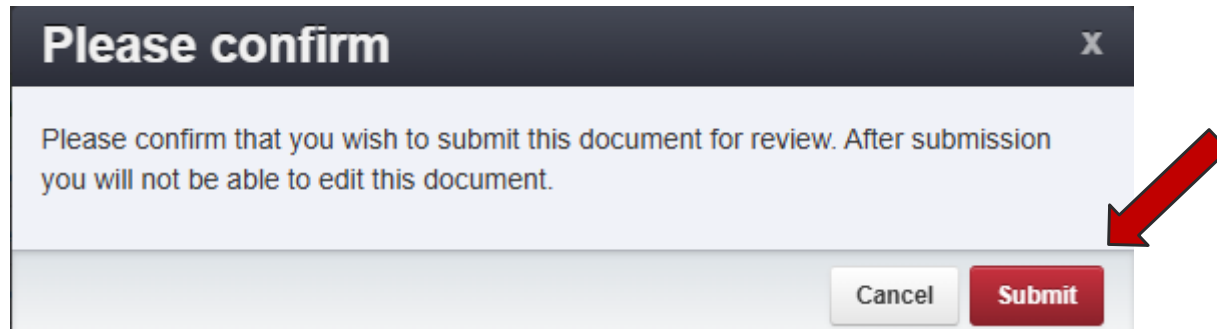 Please confirm x
Please confirm that you wish to submit this document for review. After submission
you will not be able to edit this document.
Cancel Submit